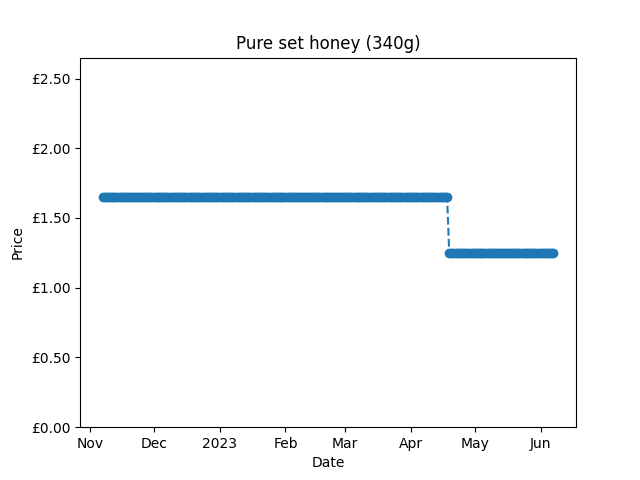 Pure set honey (340g)
£2.50
£2.00
£1.50
£1.00
£0.50
£0.00
Price
Nov Dec 2023 Feb Mar Apr May Jun
Date